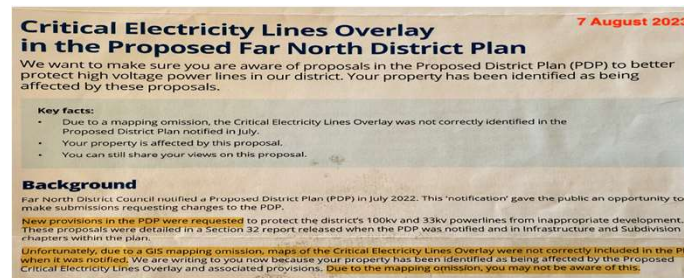 Critical Electricity Lines Overlay
7 August 2023
in the Proposed Far North District Plan
We want to make sure you are aware of proposals in the Proposed District Plan (PDP) to better
protect high voltage power lines in our district. Your property has been identified as being
affected by these proposals.
Key facts:
• Due to a mapping omission, the Critical Electricity Lines Overlay was not correctly identified in the
Proposed District Plan notified in July.
• Your property is affected by this proposal.
• You can still share your views on this proposal.
Background
Far North District Council notified a Proposed District Plan (PDP) in July 2022. This 'notification' gave the public an opportunity to
make submissions requesting changes to the PDP.
New provisions in the PDP were requested to protect the district's 100kv and 33kv powerlines from inappropriate development.
These proposals were detailed in a Section 32 report released when the PDP was notified and in Infrastructure and Subdivision
chapters within the plan.
Unfortunately, due to a GIS mapping omission, maps of the Critical Electricity Lines Overlay were not correctly included in the
when it was notified. We are writing to you now because your property has been identified as being affected by the Proposed
Critical Electricity Lines Overlay and associated provisions. Due to the mapping omission, you may not be aware of this.